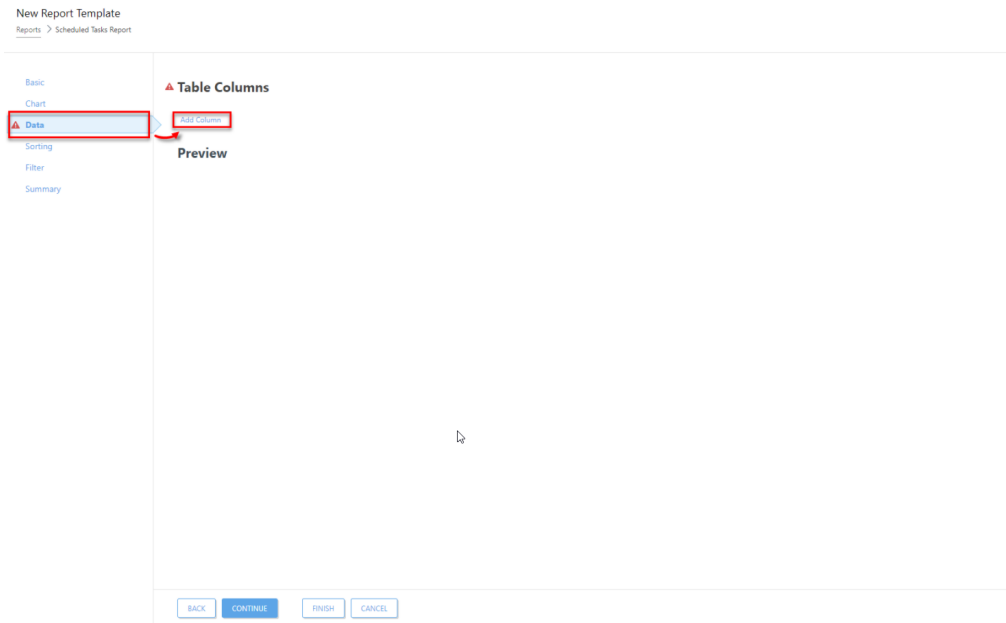 New Report Template
Reports > Scheduled Tasks Report
Basic
Chart
Data
Sorting
Filter
Summary
Table Columns
Add Column
Preview
BACK CONTINUE FINISH CANCEL